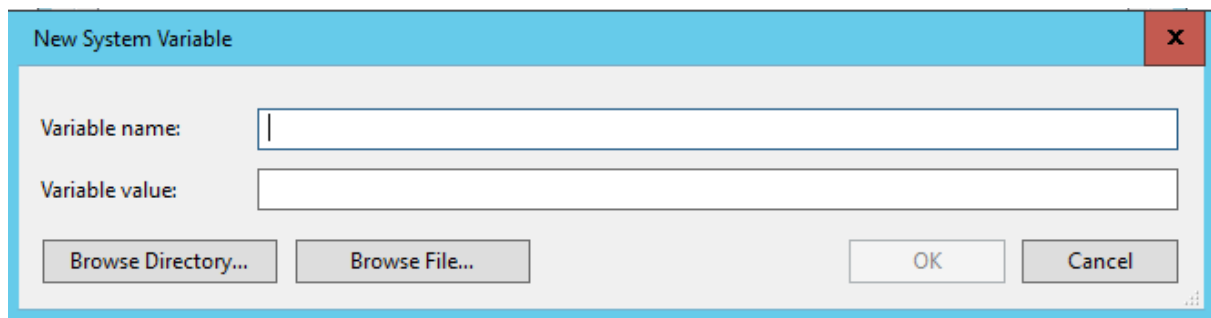 New System Variable
x
Variable name:
Variable value:
Browse Directory...
Browse File...
OK
Cancel